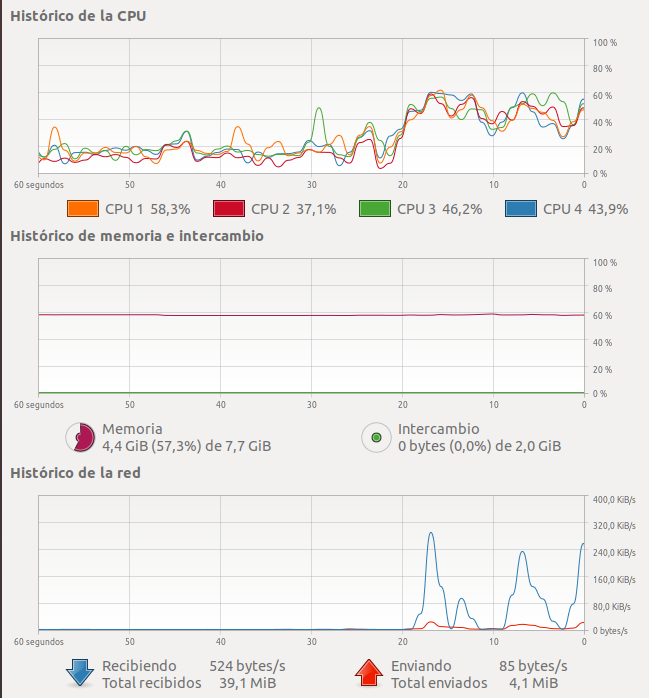 Histórico de la CPU
100 %
80 %
60 %
40 %
20 %
0 %
60 segundos 50 40 30 20 10 0
CPU 1 58,3% CPU 2 37,1% CPU 3 46,2% CPU 4 43,9%
Histórico de memoria e intercambio
100 %
80 %
60 %
40 %
20 %
0 %
60 segundos 50 40 30 20 10 0
Memoria Intercambio
4,4 GiB (57,3%) de 7,7 GiB 0 bytes (0,0%) de 2,0 GiB
Histórico de la red
400,0 KiB/s
320,0 KiB/s
240,0 KiB/s
160,0 KiB/s
80,0 KiB/s
0 bytes/s
60 segundos 50 40 30 20 10 0
Recibiendo 524 bytes/s Enviando 85 bytes/s
Total recibidos 39,1 MiB Total enviados 4,1 MiB